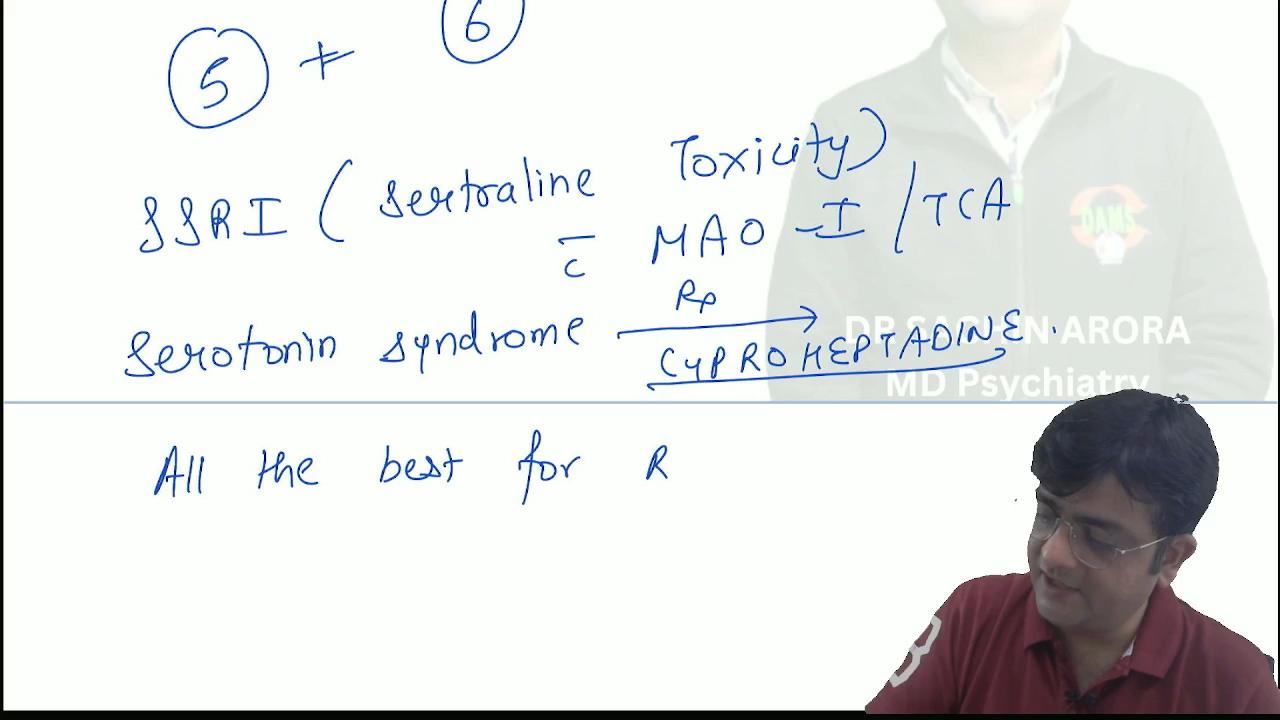 5 + 6
SSRI ( Sertraline Toxicity)
c̅ MAO-I / TCA
Serotonin syndrome Rx → CYPROHEPTADINE.
DAMS
DR SACHIN ARORA
MD Psychiatry
All the best for R